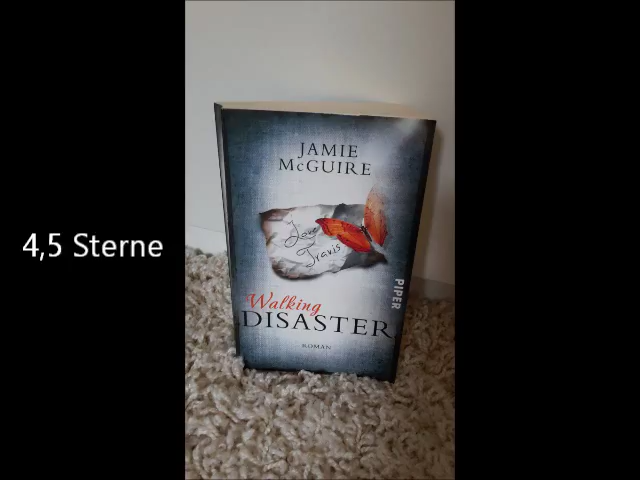 4,5 Sterne
JAMIE
McGUIRE
Love
Travis
Walking
DISASTER
ROMAN
PIPER